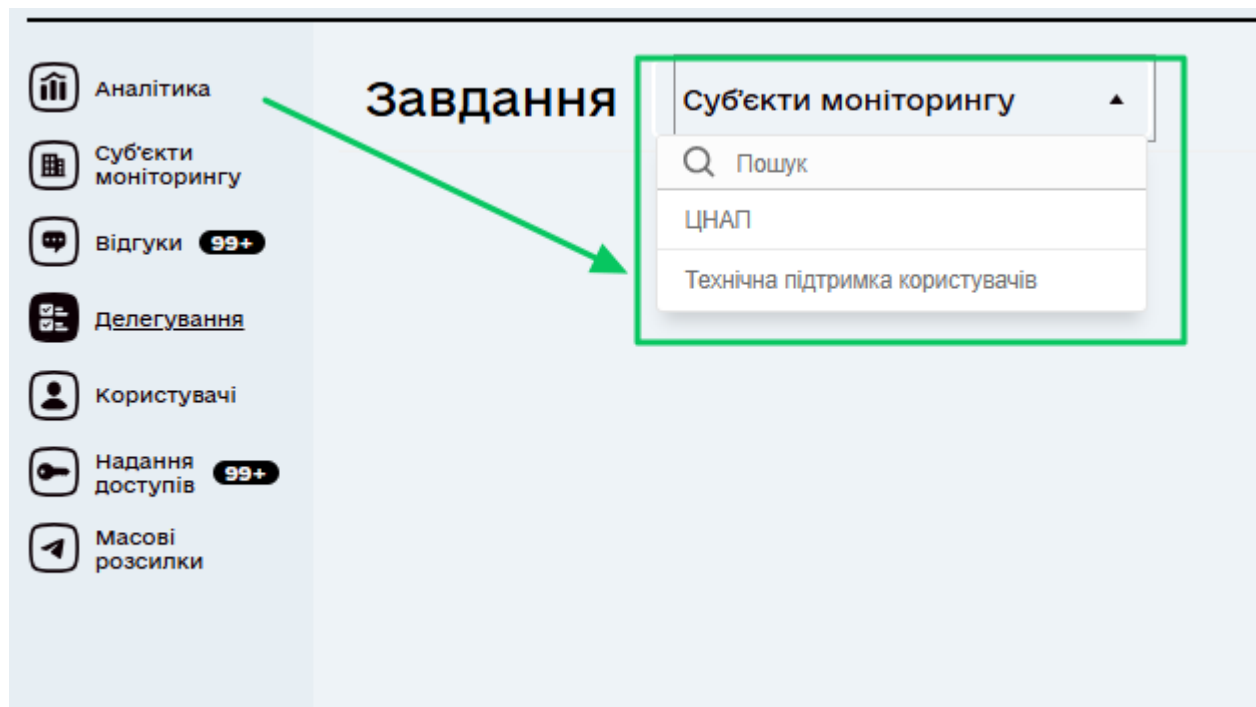 Аналітика
Суб'єкти
моніторингу
Відгуки 99+
Делегування
Користувачі
Надання
доступів 99+
Масові
розсилки
Завдання
Суб'єкти моніторингу
Пошук
ЦНАП
Технічна підтримка користувачів